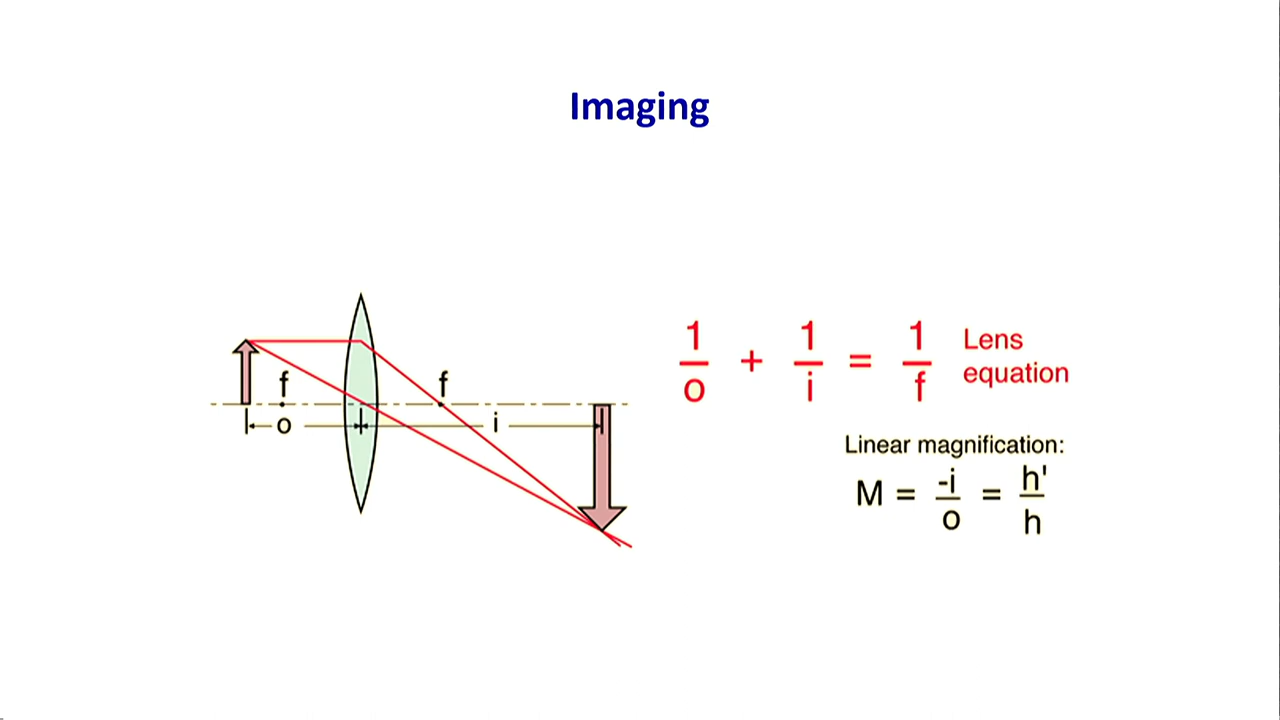 Imaging
f
f
o
i
1/o + 1/i = 1/f
Lens
equation
Linear magnification:
M = -i/o = h'/h